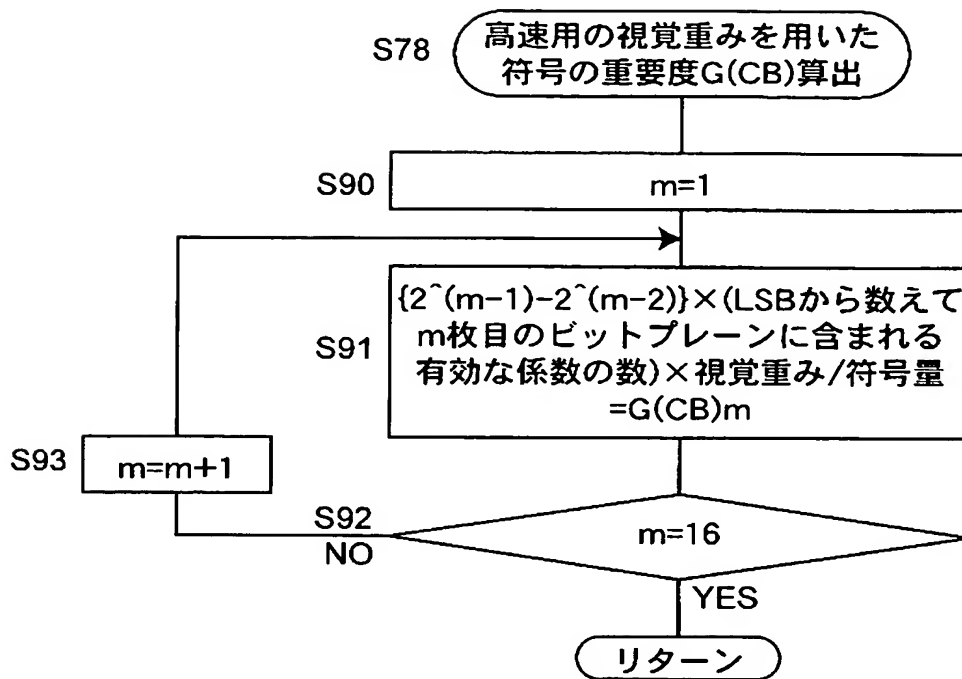 S78
高速用の視覚重みを用いた
符号の重要度G(CB)算出
S90
m=1
S91
{2^(m-1)-2^(m-2)}×(LSBから数えて
m枚目のビットプレーンに含まれる
有効な係数の数)×視覚重み/符号量
=G(CB)m
S93
m=m+1
S92
NO
m=16
YES
リターン